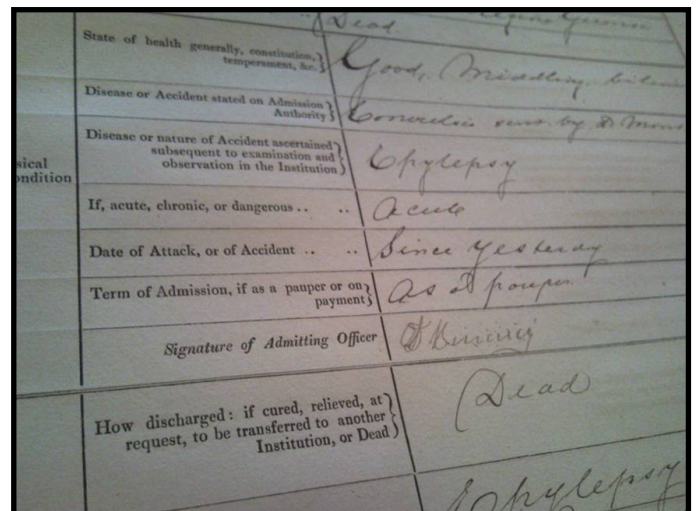 Dead
State of health generally, constitution, temperament, &c. } Good, Middling,
Disease or Accident stated on Admission Authority } sent by D
Disease or nature of Accident ascertained subsequent to examination and observation in the Institution } Epylepsy
sical
ondition
If, acute, chronic, or dangerous .. .. acute
Date of Attack, or of Accident .. .. Since yesterday
Term of Admission, if as a pauper or on payment } as a pauper
Signature of Admitting Officer
How discharged: if cured, relieved, at request, to be transferred to another Institution, or Dead } Dead
Epylepsy